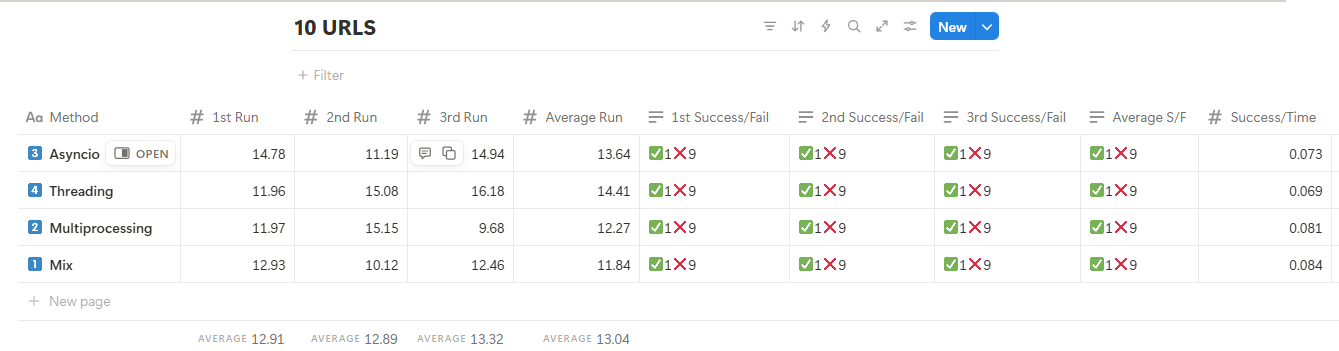 10 URLS
New
+ Filter
Aa Method # 1st Run # 2nd Run # 3rd Run # Average Run 1st Success/Fail 2nd Success/Fail 3rd Success/Fail Average S/F # Success/Time
3️⃣ Asyncio OPEN 14.78 11.19 14.94 13.64 ✅1❌9 ✅1❌9 ✅1❌9 ✅1❌9 0.073
4️⃣ Threading 11.96 15.08 16.18 14.41 ✅1❌9 ✅1❌9 ✅1❌9 ✅1❌9 0.069
2️⃣ Multiprocessing 11.97 15.15 9.68 12.27 ✅1❌9 ✅1❌9 ✅1❌9 ✅1❌9 0.081
1️⃣ Mix 12.93 10.12 12.46 11.84 ✅1❌9 ✅1❌9 ✅1❌9 ✅1❌9 0.084
+ New page
AVERAGE 12.91 AVERAGE 12.89 AVERAGE 13.32 AVERAGE 13.04